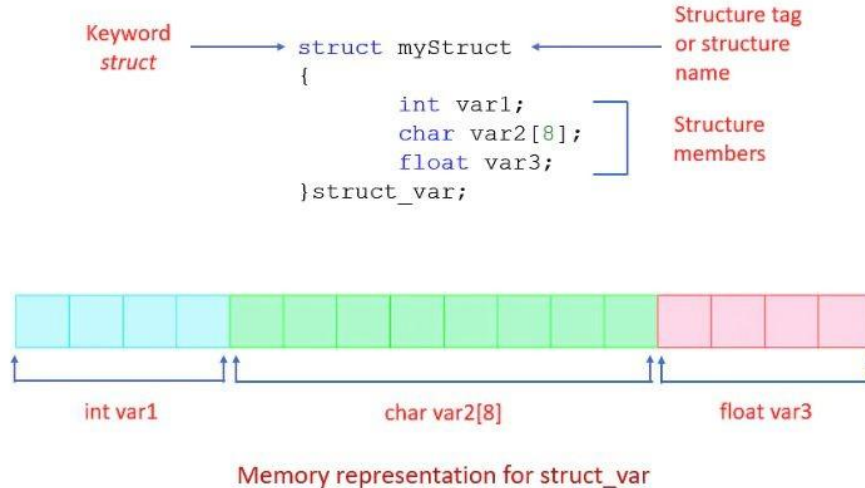 Keyword
struct
struct myStruct
Structure tag
or structure
name
{
int var1;
char var2[8];
float var3;
Structure
members
}struct_var;
int var1
char var2[8]
float var3
Memory representation for struct_var